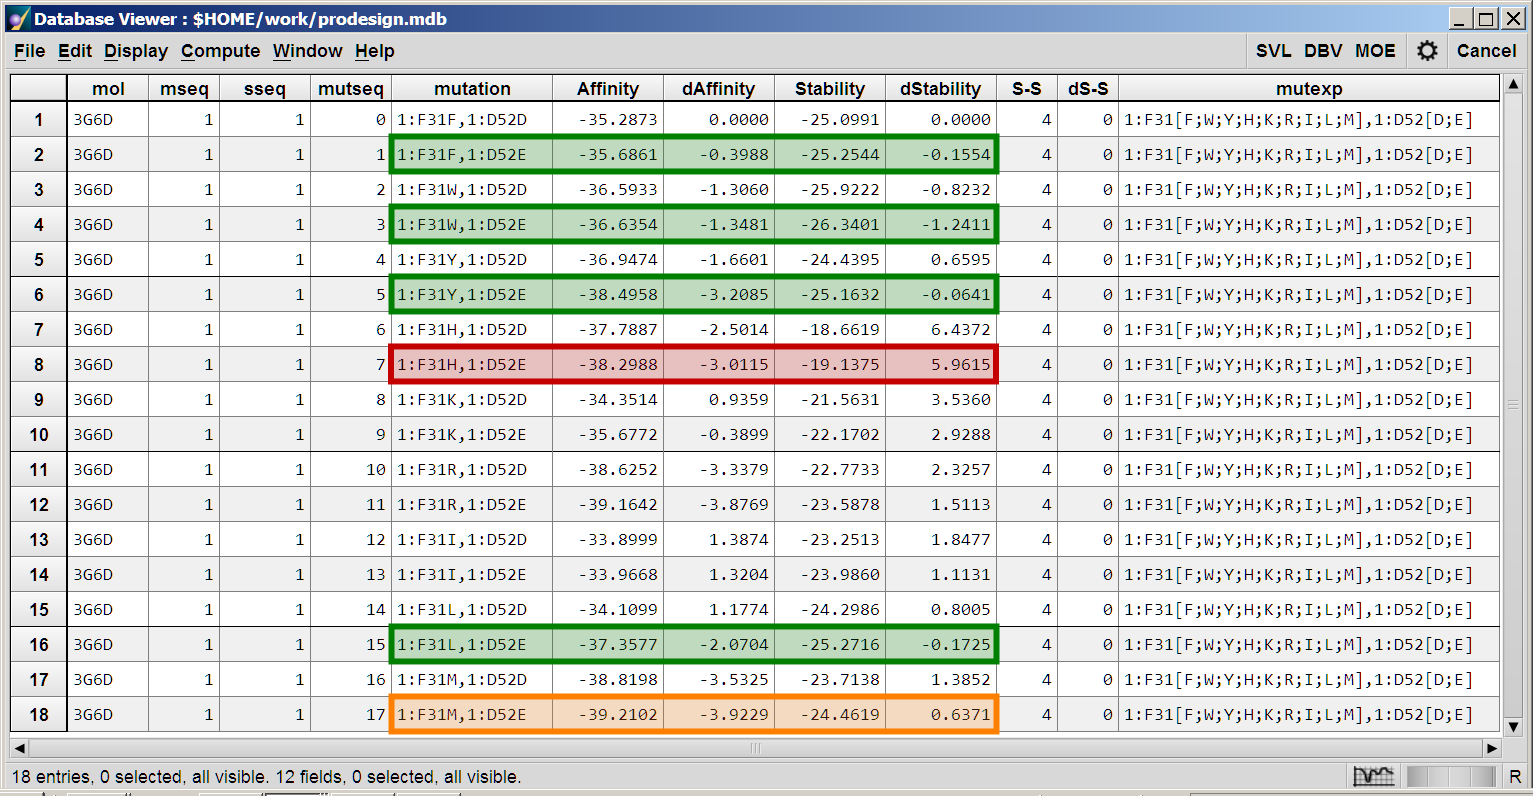 Database Viewer : $HOME/work/prodesign.mdb
File Edit Display Compute Window Help SVL DBV MOE Cancel
mol mseq sseq mutseq mutation Affinity dAffinity Stability dStability S-S dS-S mutexp
1 3G6D 1 1 0 1:F31F,1:D52D -35.2873 0.0000 -25.0991 0.0000 4 0 1:F31[F;W;Y;H;K;R;I;L;M],1:D52[D;E]
2 3G6D 1 1 1 1:F31F,1:D52E -35.6861 -0.3988 -25.2544 -0.1554 4 0 1:F31[F;W;Y;H;K;R;I;L;M],1:D52[D;E]
3 3G6D 1 1 2 1:F31W,1:D52D -36.5933 -1.3060 -25.9222 -0.8232 4 0 1:F31[F;W;Y;H;K;R;I;L;M],1:D52[D;E]
4 3G6D 1 1 3 1:F31W,1:D52E -36.6354 -1.3481 -26.3401 -1.2411 4 0 1:F31[F;W;Y;H;K;R;I;L;M],1:D52[D;E]
5 3G6D 1 1 4 1:F31Y,1:D52D -36.9474 -1.6601 -24.4395 0.6595 4 0 1:F31[F;W;Y;H;K;R;I;L;M],1:D52[D;E]
6 3G6D 1 1 5 1:F31Y,1:D52E -38.4958 -3.2085 -25.1632 -0.0641 4 0 1:F31[F;W;Y;H;K;R;I;L;M],1:D52[D;E]
7 3G6D 1 1 6 1:F31H,1:D52D -37.7887 -2.5014 -18.6619 6.4372 4 0 1:F31[F;W;Y;H;K;R;I;L;M],1:D52[D;E]
8 3G6D 1 1 7 1:F31H,1:D52E -38.2988 -3.0115 -19.1375 5.9615 4 0 1:F31[F;W;Y;H;K;R;I;L;M],1:D52[D;E]
9 3G6D 1 1 8 1:F31K,1:D52D -34.3514 0.9359 -21.5631 3.5360 4 0 1:F31[F;W;Y;H;K;R;I;L;M],1:D52[D;E]
10 3G6D 1 1 9 1:F31K,1:D52E -35.6772 -0.3899 -22.1702 2.9288 4 0 1:F31[F;W;Y;H;K;R;I;L;M],1:D52[D;E]
11 3G6D 1 1 10 1:F31R,1:D52D -38.6252 -3.3379 -22.7733 2.3257 4 0 1:F31[F;W;Y;H;K;R;I;L;M],1:D52[D;E]
12 3G6D 1 1 11 1:F31R,1:D52E -39.1642 -3.8769 -23.5878 1.5113 4 0 1:F31[F;W;Y;H;K;R;I;L;M],1:D52[D;E]
13 3G6D 1 1 12 1:F31I,1:D52D -33.8999 1.3874 -23.2513 1.8477 4 0 1:F31[F;W;Y;H;K;R;I;L;M],1:D52[D;E]
14 3G6D 1 1 13 1:F31I,1:D52E -33.9668 1.3204 -23.9860 1.1131 4 0 1:F31[F;W;Y;H;K;R;I;L;M],1:D52[D;E]
15 3G6D 1 1 14 1:F31L,1:D52D -34.1099 1.1774 -24.2986 0.8005 4 0 1:F31[F;W;Y;H;K;R;I;L;M],1:D52[D;E]
16 3G6D 1 1 15 1:F31L,1:D52E -37.3577 -2.0704 -25.2716 -0.1725 4 0 1:F31[F;W;Y;H;K;R;I;L;M],1:D52[D;E]
17 3G6D 1 1 16 1:F31M,1:D52D -38.8198 -3.5325 -23.7138 1.3852 4 0 1:F31[F;W;Y;H;K;R;I;L;M],1:D52[D;E]
18 3G6D 1 1 17 1:F31M,1:D52E -39.2102 -3.9229 -24.4619 0.6371 4 0 1:F31[F;W;Y;H;K;R;I;L;M],1:D52[D;E]
18 entries, 0 selected, all visible. 12 fields, 0 selected, all visible. R